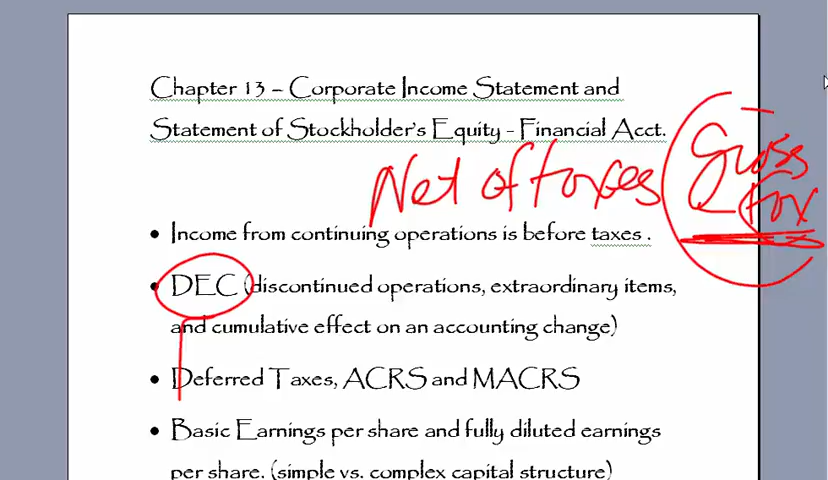 Chapter 13 – Corporate Income Statement and
Statement of Stockholder's Equity - Financial Acct.
Net of taxes
Gross
tax
• Income from continuing operations is before taxes .
• DEC (discontinued operations, extraordinary items,
and cumulative effect on an accounting change)
• Deferred Taxes, ACRS and MACRS
• Basic Earnings per share and fully diluted earnings
per share. (simple vs. complex capital structure)